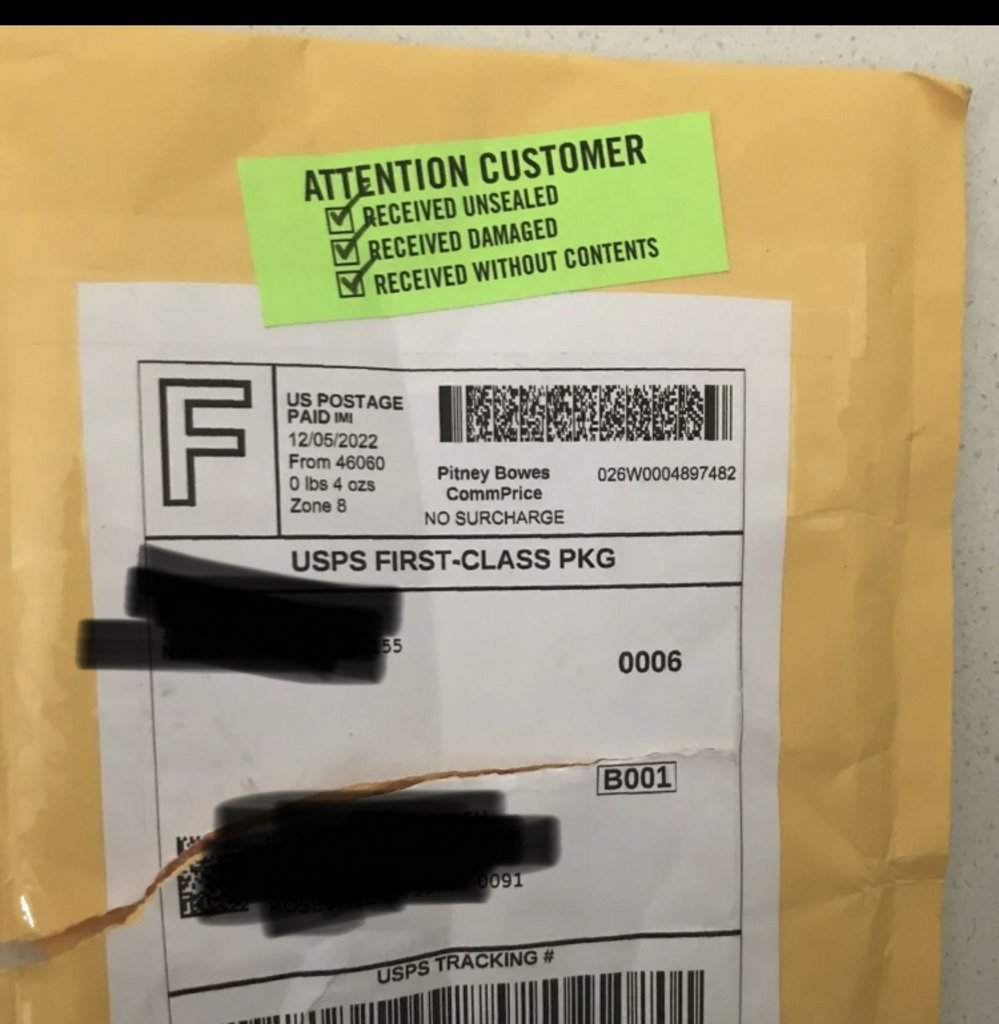 ATTENTION CUSTOMER
RECEIVED UNSEALED
RECEIVED DAMAGED
RECEIVED WITHOUT CONTENTS
F
US POSTAGE
PAID IMI
12/05/2022
From 46060
0 lbs 4 ozs
Zone 8
Pitney Bowes
CommPrice
NO SURCHARGE
026W0004897482
USPS FIRST-CLASS PKG
0006
B001
-0091
USPS TRACKING #